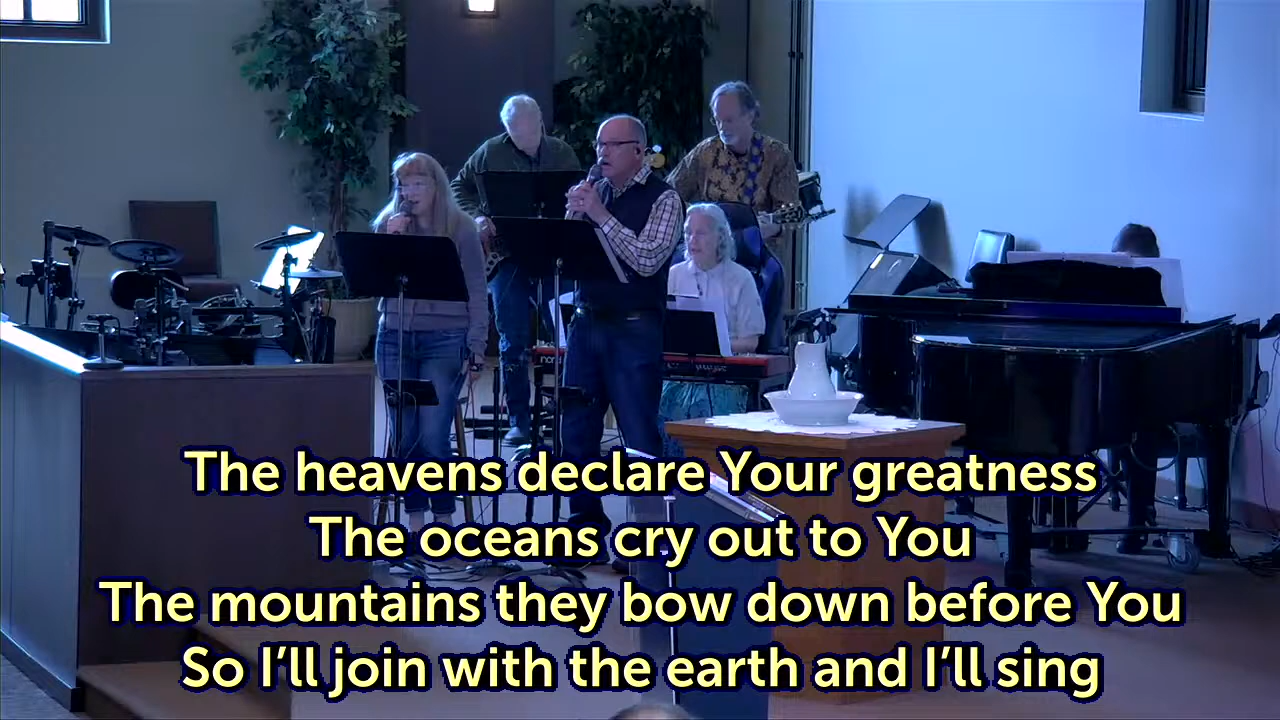 The heavens declare Your greatness
The oceans cry out to You
The mountains they bow down before You
So I'll join with the earth and I'll sing